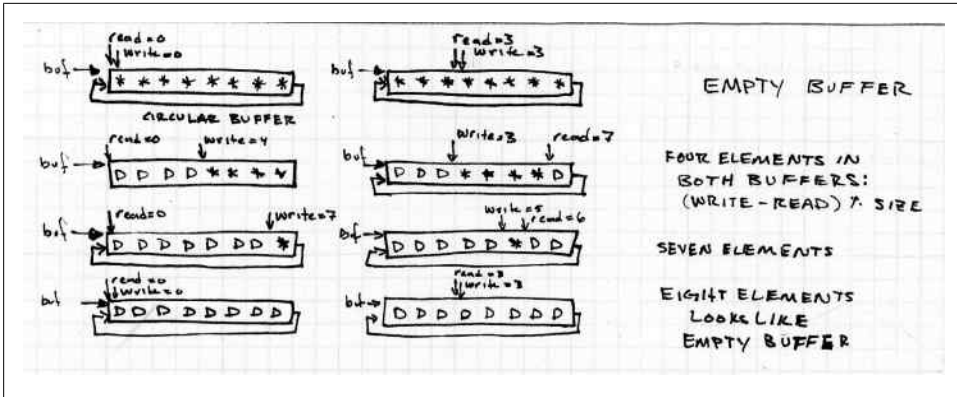 read=0
write=0
buf
* * * * * * * *
CIRCULAR BUFFER
read=3
write=3
buf
* * * * * * * *
EMPTY BUFFER
read=0
write=4
buf
D D D D * * * *
write=3
read=7
buf
D D D * * * * D
FOUR ELEMENTS IN
BOTH BUFFERS:
(WRITE-READ) % SIZE
read=0
write=7
buf
D D D D D D D *
write=5
read=6
buf
D D D D D * D D
SEVEN ELEMENTS
read=0
write=0
buf
D D D D D D D D
read=3
write=3
buf
D D D D D D D D
EIGHT ELEMENTS
LOOKS LIKE
EMPTY BUFFER